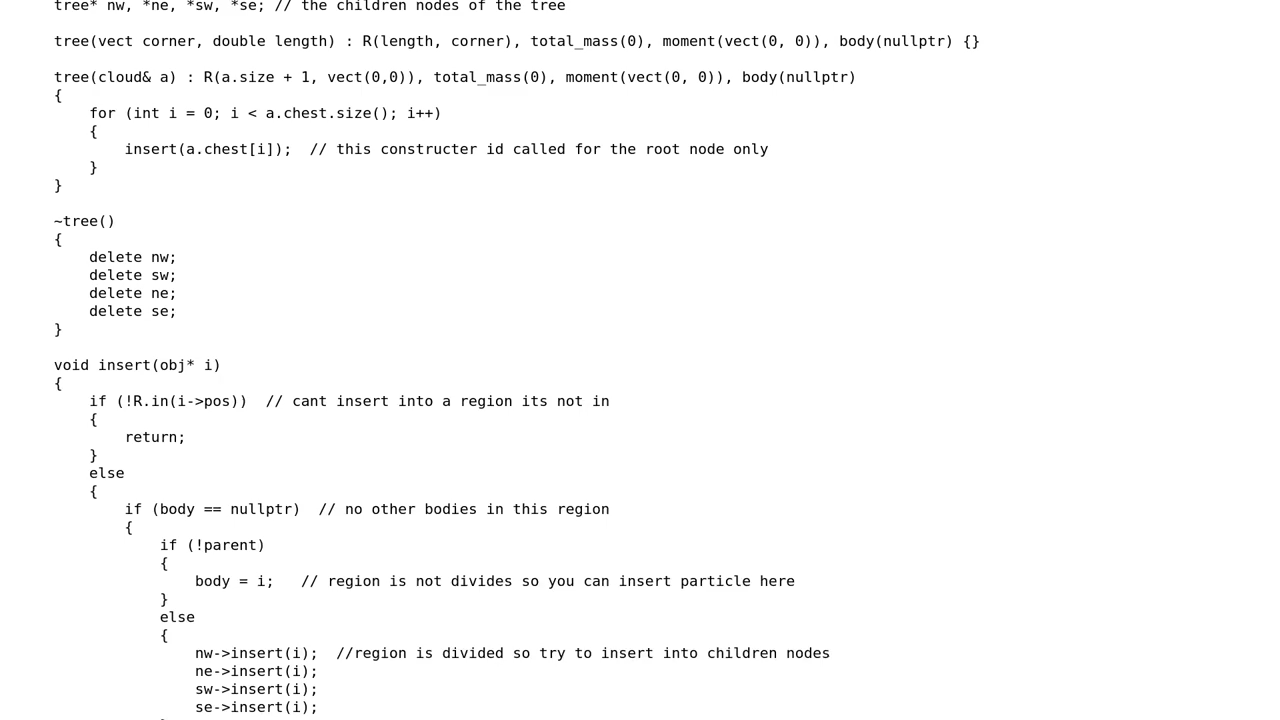 tree* nw, *ne, *sw, *se; // the children nodes of the tree
tree(vect corner, double length) : R(length, corner), total_mass(0), moment(vect(0, 0)), body(nullptr) {}
tree(cloud& a) : R(a.size + 1, vect(0,0)), total_mass(0), moment(vect(0, 0)), body(nullptr)
{
for (int i = 0; i < a.chest.size(); i++)
{
insert(a.chest[i]);  // this constructer id called for the root node only
}
}
~tree()
{
delete nw;
delete sw;
delete ne;
delete se;
}
void insert(obj* i)
{
if (!R.in(i->pos))  // cant insert into a region its not in
{
return;
}
else
{
if (body == nullptr)  // no other bodies in this region
{
if (!parent)
{
body = i;   // region is not divides so you can insert particle here
}
else
{
nw->insert(i);  //region is divided so try to insert into children nodes
ne->insert(i);
sw->insert(i);
se->insert(i);